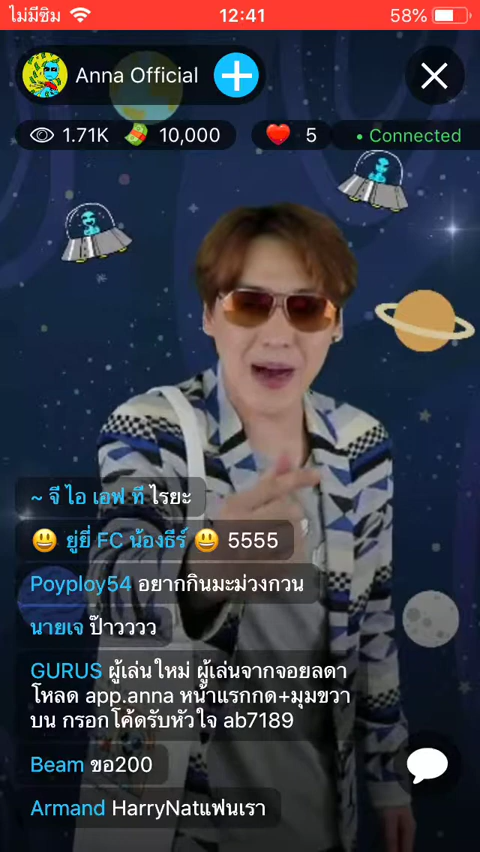 ไม่มีซิม 12:41 58%
Anna Official
1.71K 10,000 5 • Connected
~ จี ไอ เอฟ ที ไรยะ
ยู่ยี่ FC น้องธีร์ 5555
Poyploy54 อยากกินมะม่วงกวน
นายเจ ป๊าวววว
GURUS ผู้เล่นใหม่ ผู้เล่นจากจอยลดา
โหลด app.anna หน้าแรกกด+มุมขวา
บน กรอกโค้ดรับหัวใจ ab7189
Beam ขอ200
Armand HarryNatแฟนเรา